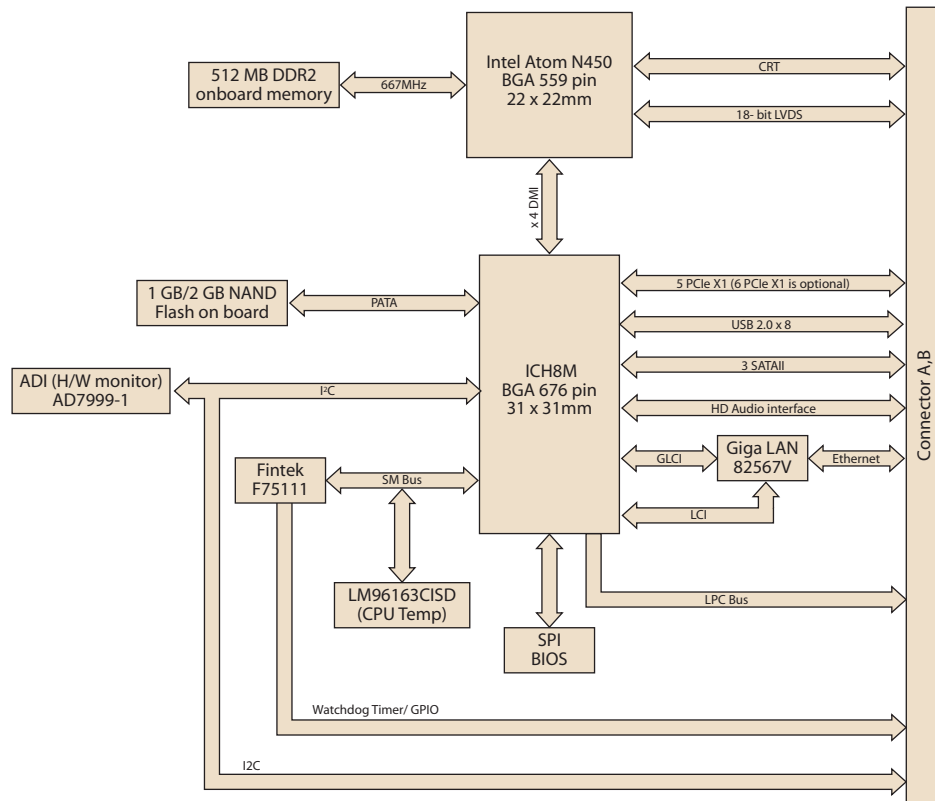 Intel Atom N450
BGA 559 pin
22 x 22mm
512 MB DDR2
onboard memory
667MHz
CRT
18- bit LVDS
x 4 DMI
1 GB/2 GB NAND
Flash on board
PATA
ICH8M
BGA 676 pin
31 x 31mm
5 PCIe X1 (6 PCIe X1 is optional)
USB 2.0 x 8
3 SATAII
HD Audio interface
Connector A,B
ADI (H/W monitor)
AD7999-1
I²C
Fintek
F75111
SM Bus
GLCI
Giga LAN
82567V
Ethernet
LCI
LM96163CISD
(CPU Temp)
LPC Bus
SPI
BIOS
Watchdog Timer/ GPIO
I2C